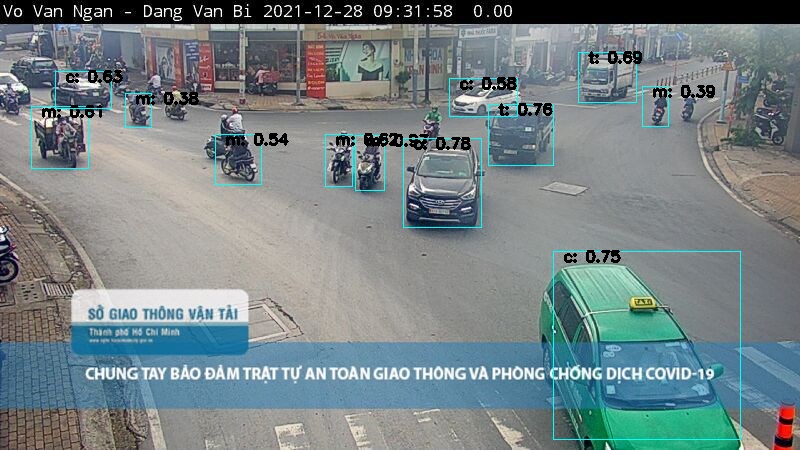 Vo Van Ngan - Dang Van Bi 2021-12-28 09:31:58 0.00
c: 0.63
m: 0.38
m: 0.61
m: 0.54
m: 0.62
c: 0.78
c: 0.58
t: 0.76
t: 0.69
m: 0.39
c: 0.75
TAXI
SỞ GIAO THÔNG VẬN TẢI
Thành phố Hồ Chí Minh
CHUNG TAY BẢO ĐẢM TRẬT TỰ AN TOÀN GIAO THÔNG VÀ PHÒNG CHỐNG DỊCH COVID-19